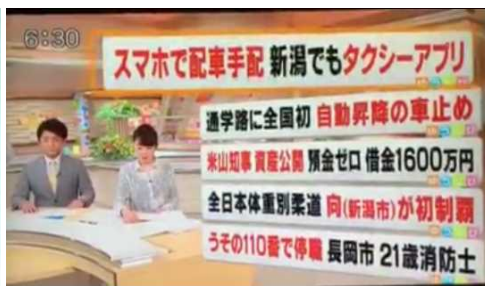 6:30
スマホで配車手配 新潟でもタクシーアプリ
通学路に全国初 自動昇降の車止め
米山知事 資産公開 預金ゼロ 借金1600万円
全日本体重別柔道 向(新潟市)が初制覇
うその110番で停職 長岡市 21歳消防士